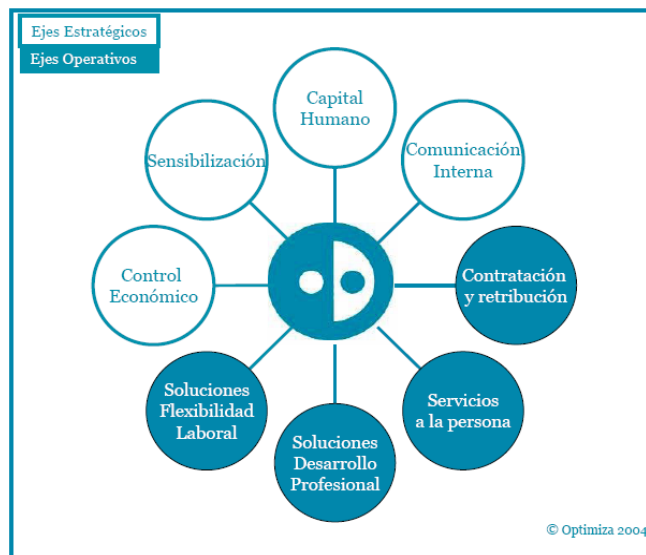 Ejes Estratégicos
Ejes Operativos
Capital
Humano
Comunicación
Interna
Sensibilización
Contratación
y retribución
Control
Económico
Servicios
a la persona
Soluciones
Flexibilidad
Laboral
Soluciones
Desarrollo
Profesional
© Optimiza 2004